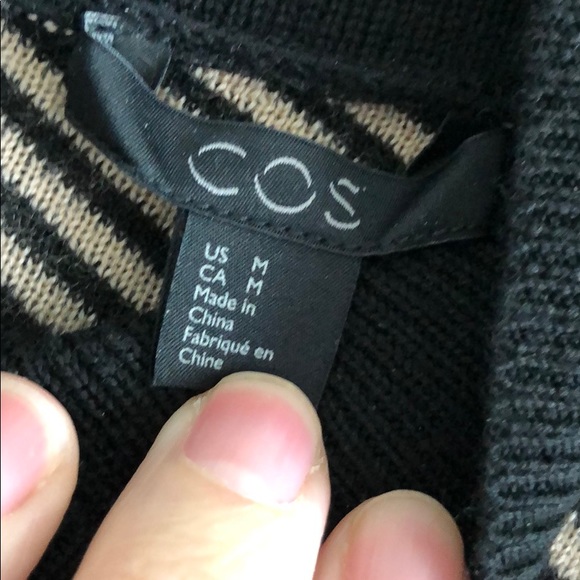 COS
US M
CA M
Made in
China
Fabriqué en
Chine